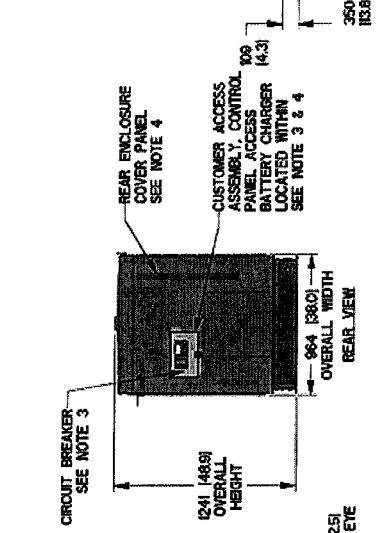 CIRCUIT BREAKER
SEE NOTE 3
REAR ENCLOSURE
COVER PANEL
SEE NOTE 4
CUSTOMER ACCESS
ASSEMBLY, CONTROL
PANEL ACCESS
BATTERY CHARGER
LOCATED WITHIN
SEE NOTE 3 & 4
109
[4.3]
350
1241 [48.9]
OVERALL
HEIGHT
964 [38.0]
OVERALL WIDTH
REAR VIEW
2.5]
EYE